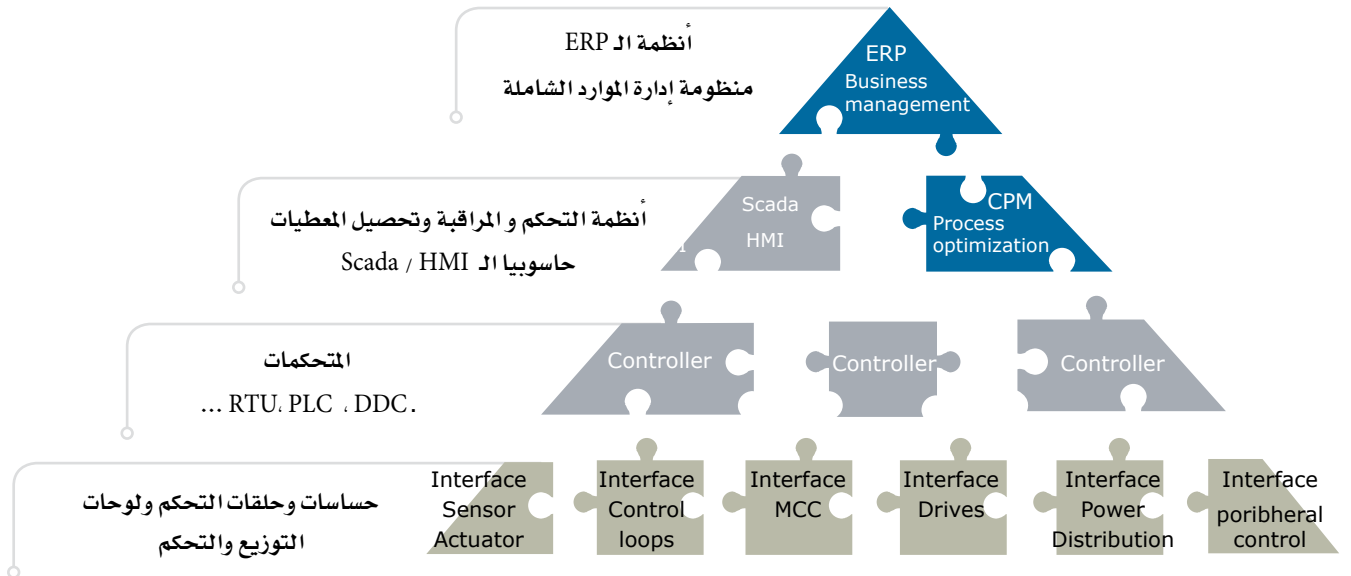 أنظمة الـ ERP
منظومة إدارة الموارد الشاملة
ERP
Business
management
أنظمة التحكم و المراقبة وتحصيل المعطيات
حاسوبيا الـ Scada / HMI
Scada
HMI
CPM
Process
optimization
المتحكمات
... RTU، PLC ، DDC.
Controller
Controller
Controller
حساسات وحلقات التحكم ولوحات
التوزيع والتحكم
Interface
Sensor
Actuator
Interface
Control
loops
Interface
MCC
Interface
Drives
Interface
Power
Distribution
Interface
poribheral
control